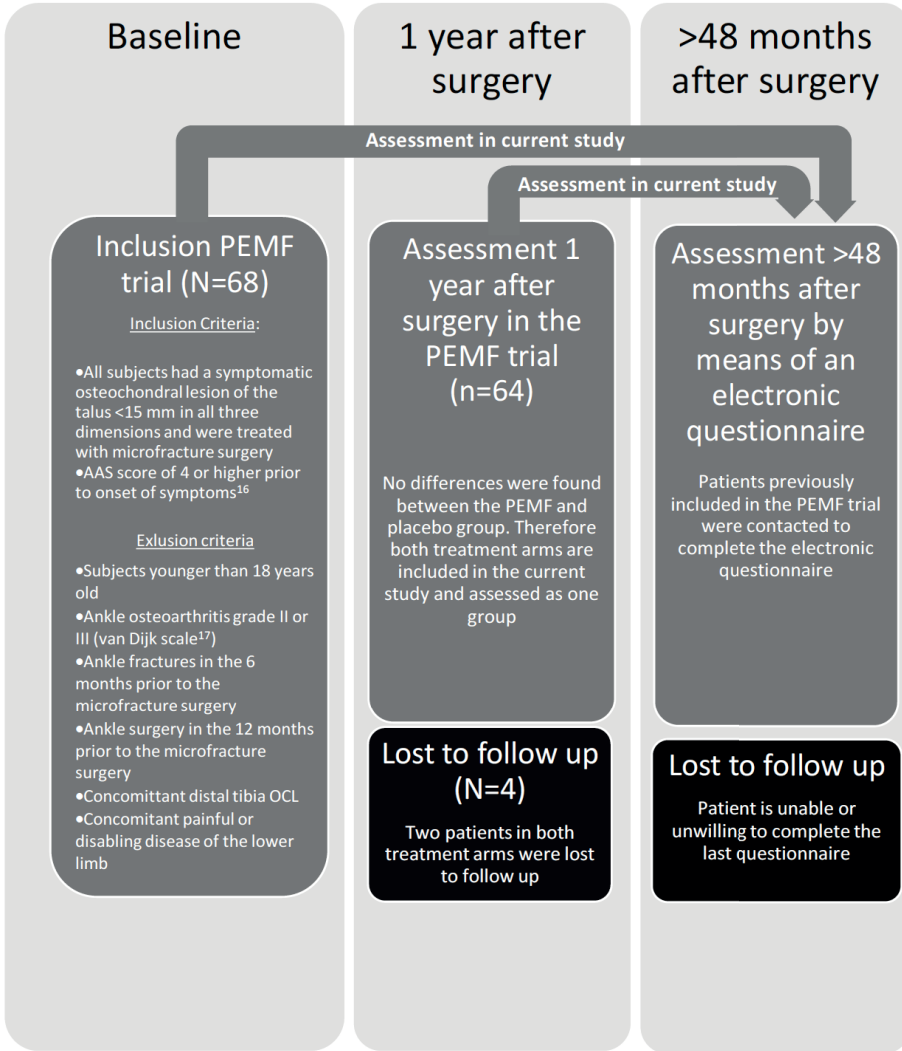 Baseline
1 year after
surgery
>48 months
after surgery
Assessment in current study
Assessment in current study
Inclusion PEMF
trial (N=68)
Inclusion Criteria:
•All subjects had a symptomatic
osteochondral lesion of the
talus <15 mm in all three
dimensions and were treated
with microfracture surgery
•AAS score of 4 or higher prior
to onset of symptoms¹⁶
Exlusion criteria
•Subjects younger than 18 years
old
•Ankle osteoarthritis grade II or
III (van Dijk scale¹⁷)
•Ankle fractures in the 6
months prior to the
microfracture surgery
•Ankle surgery in the 12 months
prior to the microfracture
surgery
•Concomittant distal tibia OCL
•Concomitant painful or
disabling disease of the lower
limb
Assessment 1
year after
surgery in the
PEMF trial
(n=64)
No differences were found
between the PEMF and
placebo group. Therefore
both treatment arms are
included in the current
study and assessed as one
group
Lost to follow up
(N=4)
Two patients in both
treatment arms were lost
to follow up
Assessment >48
months after
surgery by
means of an
electronic
questionnaire
Patients previously
included in the PEMF trial
were contacted to
complete the electronic
questionnaire
Lost to follow up
Patient is unable or
unwilling to complete the
last questionnaire